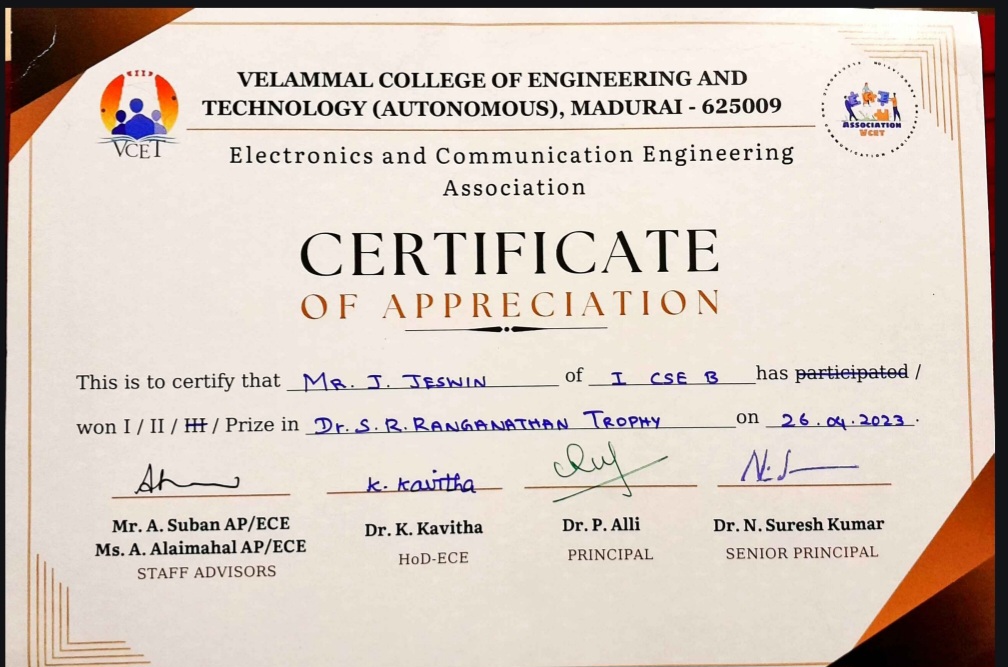 VELAMMAL COLLEGE OF ENGINEERING AND
TECHNOLOGY (AUTONOMOUS), MADURAI - 625009
VCET
ASSOCIATION
VCET
Electronics and Communication Engineering
Association
CERTIFICATE
OF APPRECIATION
This is to certify that MR. J. JESWIN of I CSE B has participated /
won I / II / III / Prize in Dr. S. R. RANGANATHAN TROPHY on 26.04.2023.
K. Kavitha
Mr. A. Suban AP/ECE
Ms. A. Alaimahal AP/ECE
STAFF ADVISORS
Dr. K. Kavitha
HoD-ECE
Dr. P. Alli
PRINCIPAL
Dr. N. Suresh Kumar
SENIOR PRINCIPAL